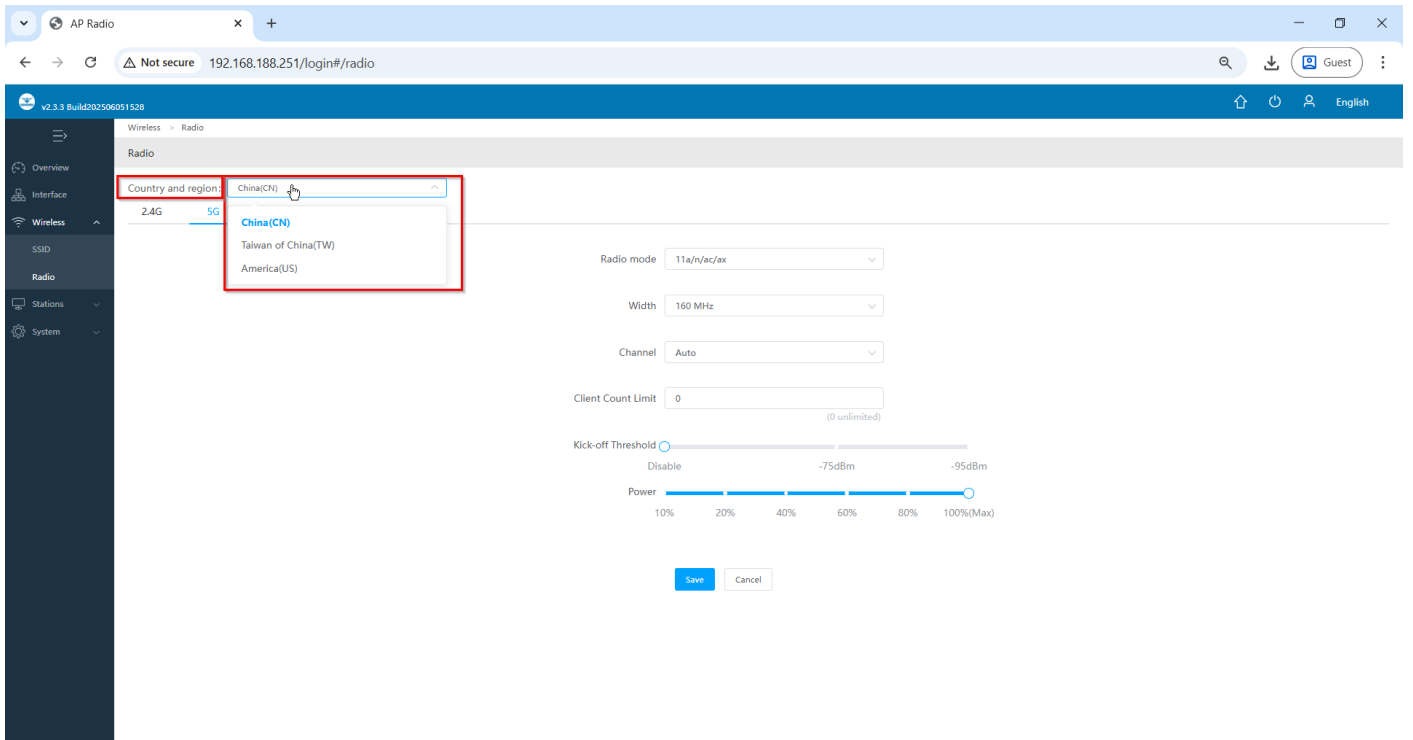 AP Radio
Not secure 192.168.188.251/login#/radio
Guest
v2.3.3 Build202506051528
English
Wireless > Radio
Radio
Overview
Interface
Wireless
SSID
Radio
Stations
System
Country and region: China(CN)
2.4G 5G
China(CN)
Taiwan of China(TW)
America(US)
Radio mode 11a/n/ac/ax
Width 160 MHz
Channel Auto
Client Count Limit 0
(0 unlimited)
Kick-off Threshold
Disable -75dBm -95dBm
Power
10% 20% 40% 60% 80% 100%(Max)
Save Cancel